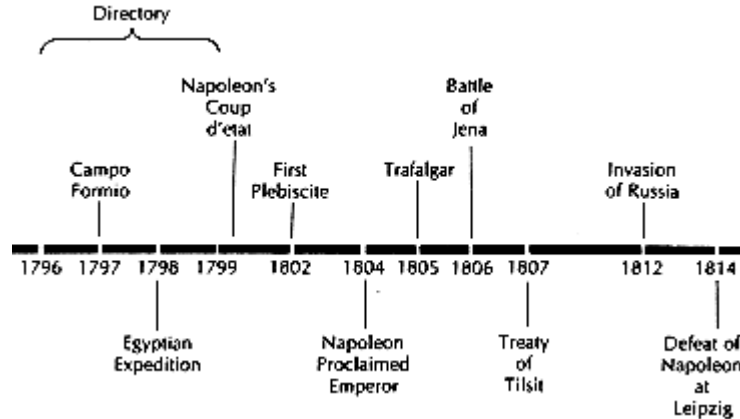 Directory
Napoleon's
Coup
d'etat
Battle
of
Jena
Campo
Formio
First
Plebiscite
Trafalgar
Invasion
of Russia
1796 1797 1798 1799 1802 1804 1805 1806 1807 1812 1814
Egyptian
Expedition
Napoleon
Proclaimed
Emperor
Treaty
of
Tilsit
Defeat of
Napoleon
at
Leipzig